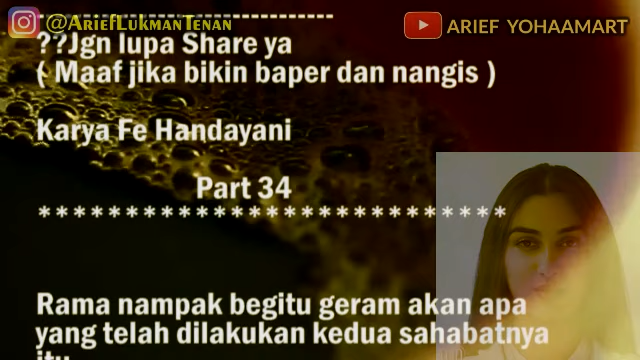 @AriefLukmanTenan
ARIEF YOHAAMART
??Jgn lupa Share ya
( Maaf jika bikin baper dan nangis )
Karya Fe Handayani
Part 34
***************************
Rama nampak begitu geram akan apa
yang telah dilakukan kedua sahabatnya
itu